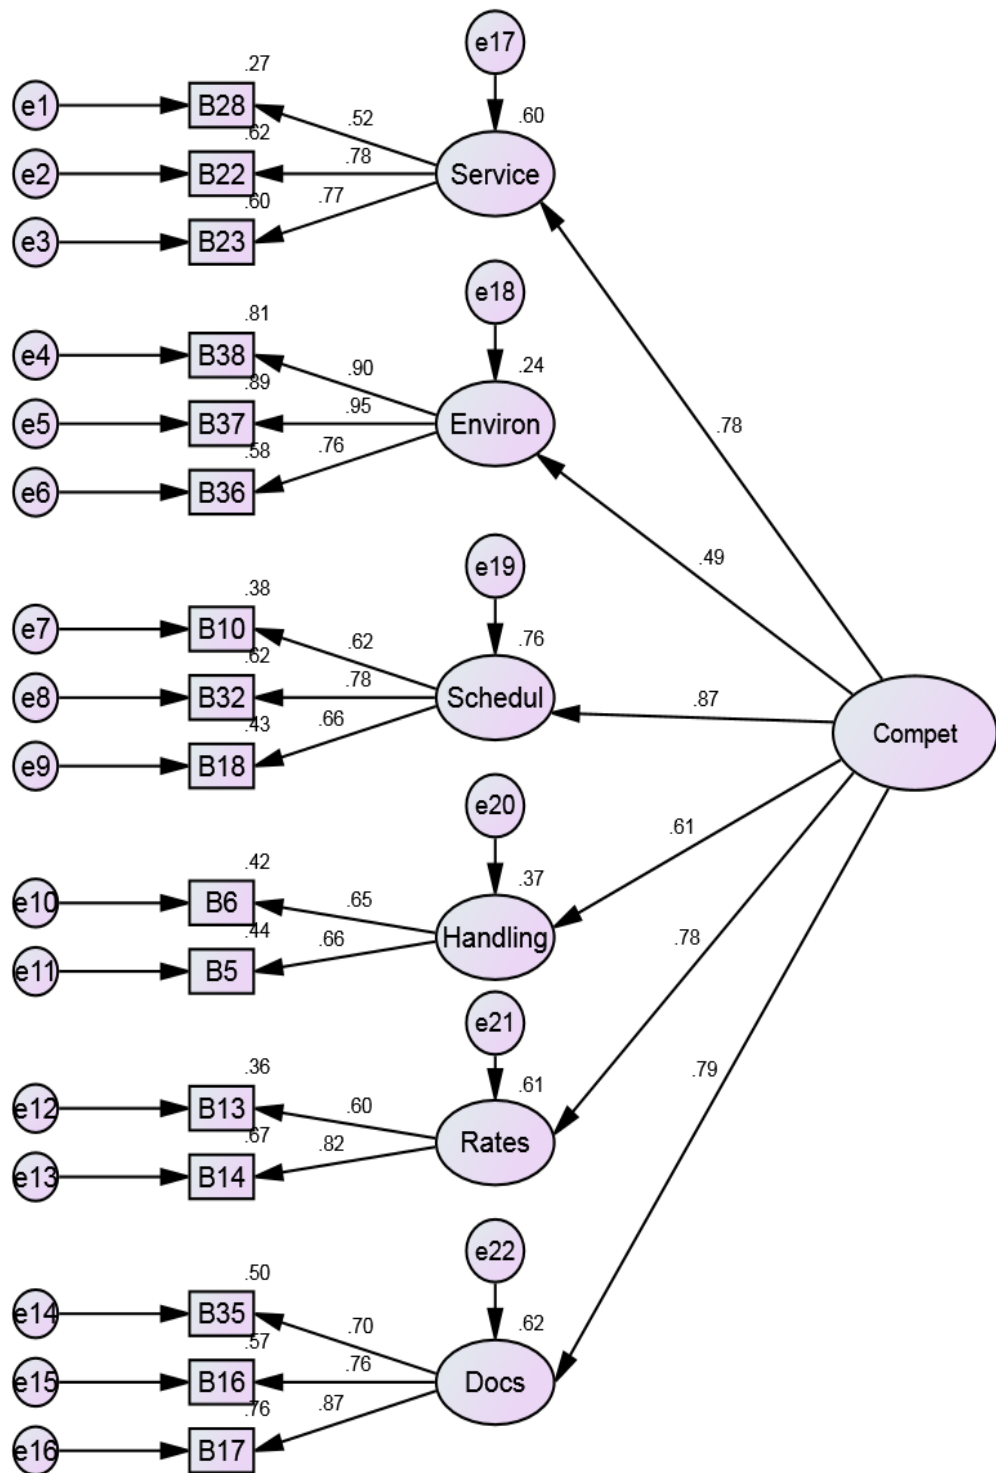 e17
.27
e1
B28
.52
.60
.62
e2
B22
.78
Service
.60
.77
e3
B23
e18
.81
e4
B38
.90
.24
.89
e5
B37
.95
Environ
.58
.76
e6
B36
.78
.49
e19
.38
e7
B10
.62
.76
.62
e8
B32
.78
Schedul
.87
Compet
.43
.66
e9
B18
e20
.61
.42
e10
B6
.65
.37
.44
e11
B5
.66
Handling
.78
e21
.36
e12
B13
.60
.61
.67
e13
B14
.82
Rates
.79
e22
.50
e14
B35
.70
.62
.57
e15
B16
.76
Docs
.76
.87
e16
B17